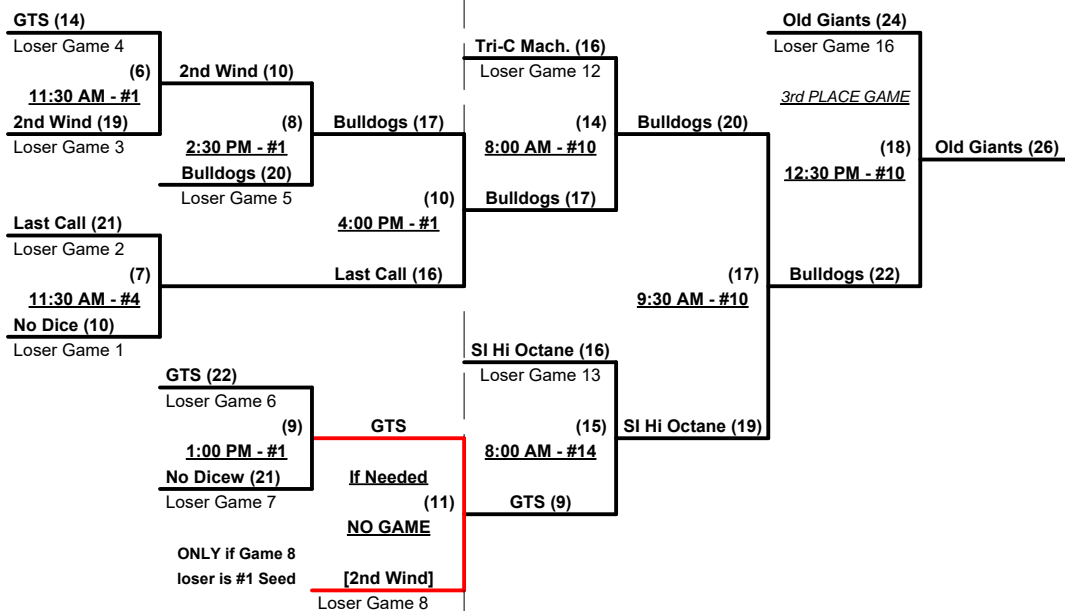 GTS (14)
Loser Game 4
(6)
11:30 AM - #1
2nd Wind (19)
Loser Game 3
2nd Wind (10)
(8)
2:30 PM - #1
Bulldogs (20)
Loser Game 5
Bulldogs (17)
(10)
4:00 PM - #1
Last Call (21)
Loser Game 2
(7)
11:30 AM - #4
No Dice (10)
Loser Game 1
Last Call (16)
GTS (22)
Loser Game 6
(9)
1:00 PM - #1
No Dicew (21)
Loser Game 7
GTS
If Needed
(11)
NO GAME
ONLY if Game 8
loser is #1 Seed
[2nd Wind]
Loser Game 8
Tri-C Mach. (16)
Loser Game 12
(14)
8:00 AM - #10
Bulldogs (17)
Bulldogs (20)
SI Hi Octane (16)
Loser Game 13
(15)
8:00 AM - #14
GTS (9)
SI Hi Octane (19)
(17)
9:30 AM - #10
Old Giants (24)
Loser Game 16
3rd PLACE GAME
(18)
12:30 PM - #10
Bulldogs (22)
Old Giants (26)